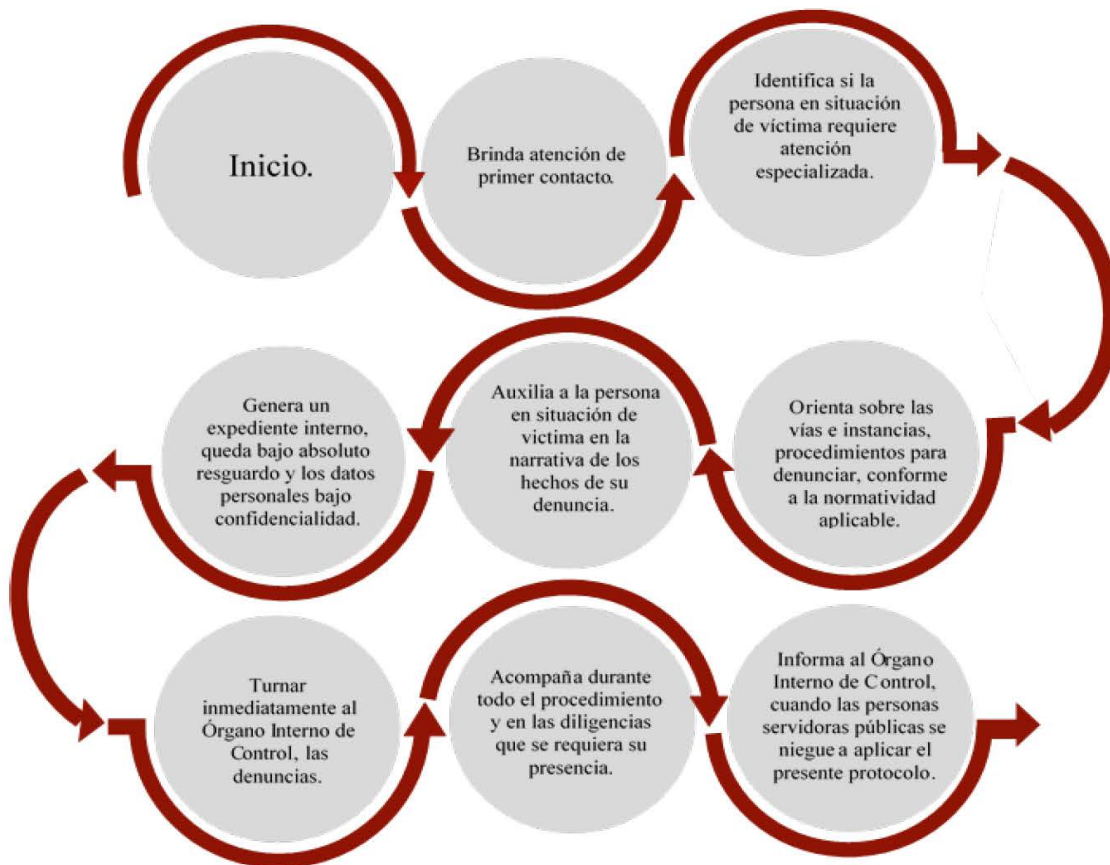 Inicio.
Brinda atención de
primer contacto.
Identifica si la
persona en situación
de víctima requiere
atención
especializada.
Orienta sobre las
vías e instancias,
procedimientos para
denunciar, conforme
a la normatividad
aplicable.
Auxilia a la persona
en situación de
victima en la
narrativa de los
hechos de su
denuncia.
Genera un
expediente interno,
queda bajo absoluto
resguardo y los datos
personales bajo
confidencialidad.
Turnar
inmediatamente al
Órgano Interno de
Control, las
denuncias.
Acompaña durante
todo el procedimiento
y en las diligencias
que se requiera su
presencia.
Informa al Órgano
Interno de Control,
cuando las personas
servidoras públicas se
niegue a aplicar el
presente protocolo.